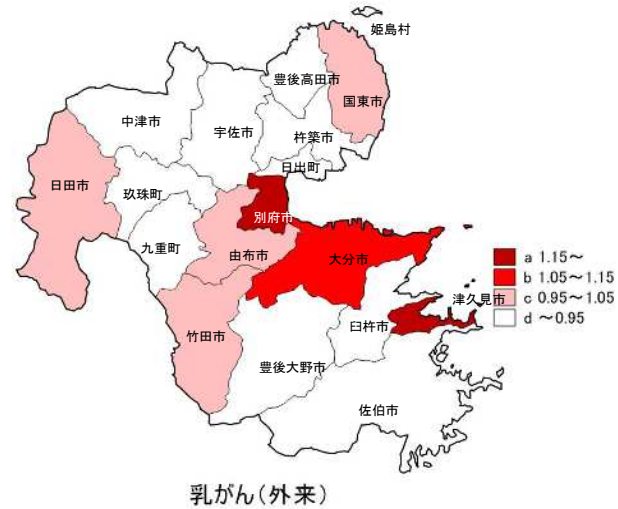 姫島村
豊後高田市
国東市
中津市
宇佐市
杵築市
日出町
日田市
玖珠町
別府市
九重町
由布市
大分市
a 1.15～
b 1.05～1.15
c 0.95～1.05
d ～0.95
津久見市
臼杵市
竹田市
豊後大野市
佐伯市
乳がん(外来)